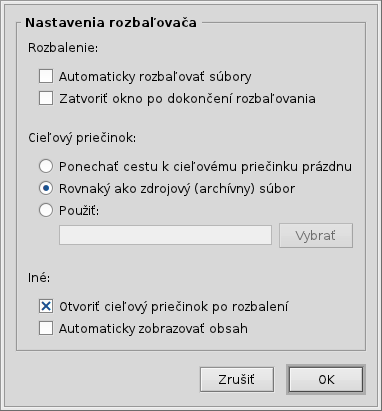 Nastavenia rozbaľovača
Rozbalenie:
Automaticky rozbaľovať súbory
Zatvoriť okno po dokončení rozbaľovania
Cieľový priečinok:
Ponechať cestu k cieľovému priečinku prázdnu
Rovnaký ako zdrojový (archívny) súbor
Použiť:
Vybrať
Iné:
Otvoriť cieľový priečinok po rozbalení
Automaticky zobrazovať obsah
Zrušiť OK